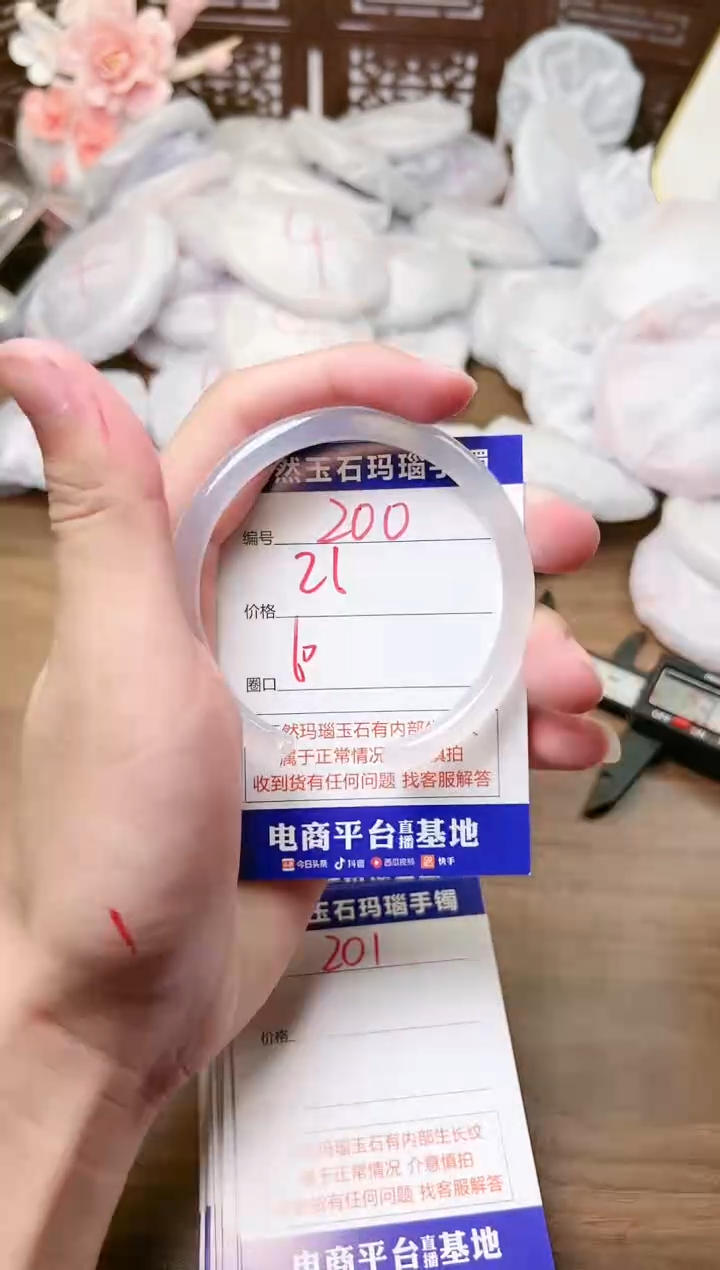 然玉石玛瑙手镯
编号 200
21
价格
60
圈口
然玛瑙玉石有内部生
属于正常情况 慎拍
收到货有任何问题 找客服解答
电商平台直播基地
今日头条 抖音 西瓜视频 快手
玉石玛瑙手镯
201
价格
玛瑙玉石有内部生长纹
属于正常情况 介意慎拍
货有任何问题 找客服解答
电商平台直播基地